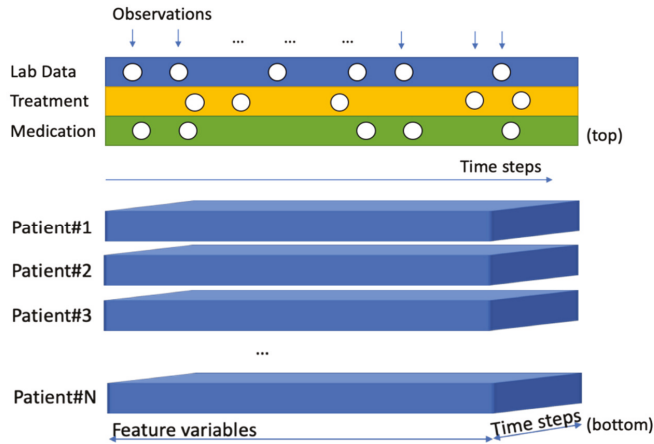 Observations
... ... ...
Lab Data
Treatment
Medication
(top)
Time steps
Patient#1
Patient#2
Patient#3
...
Patient#N
Feature variables
Time steps
(bottom)